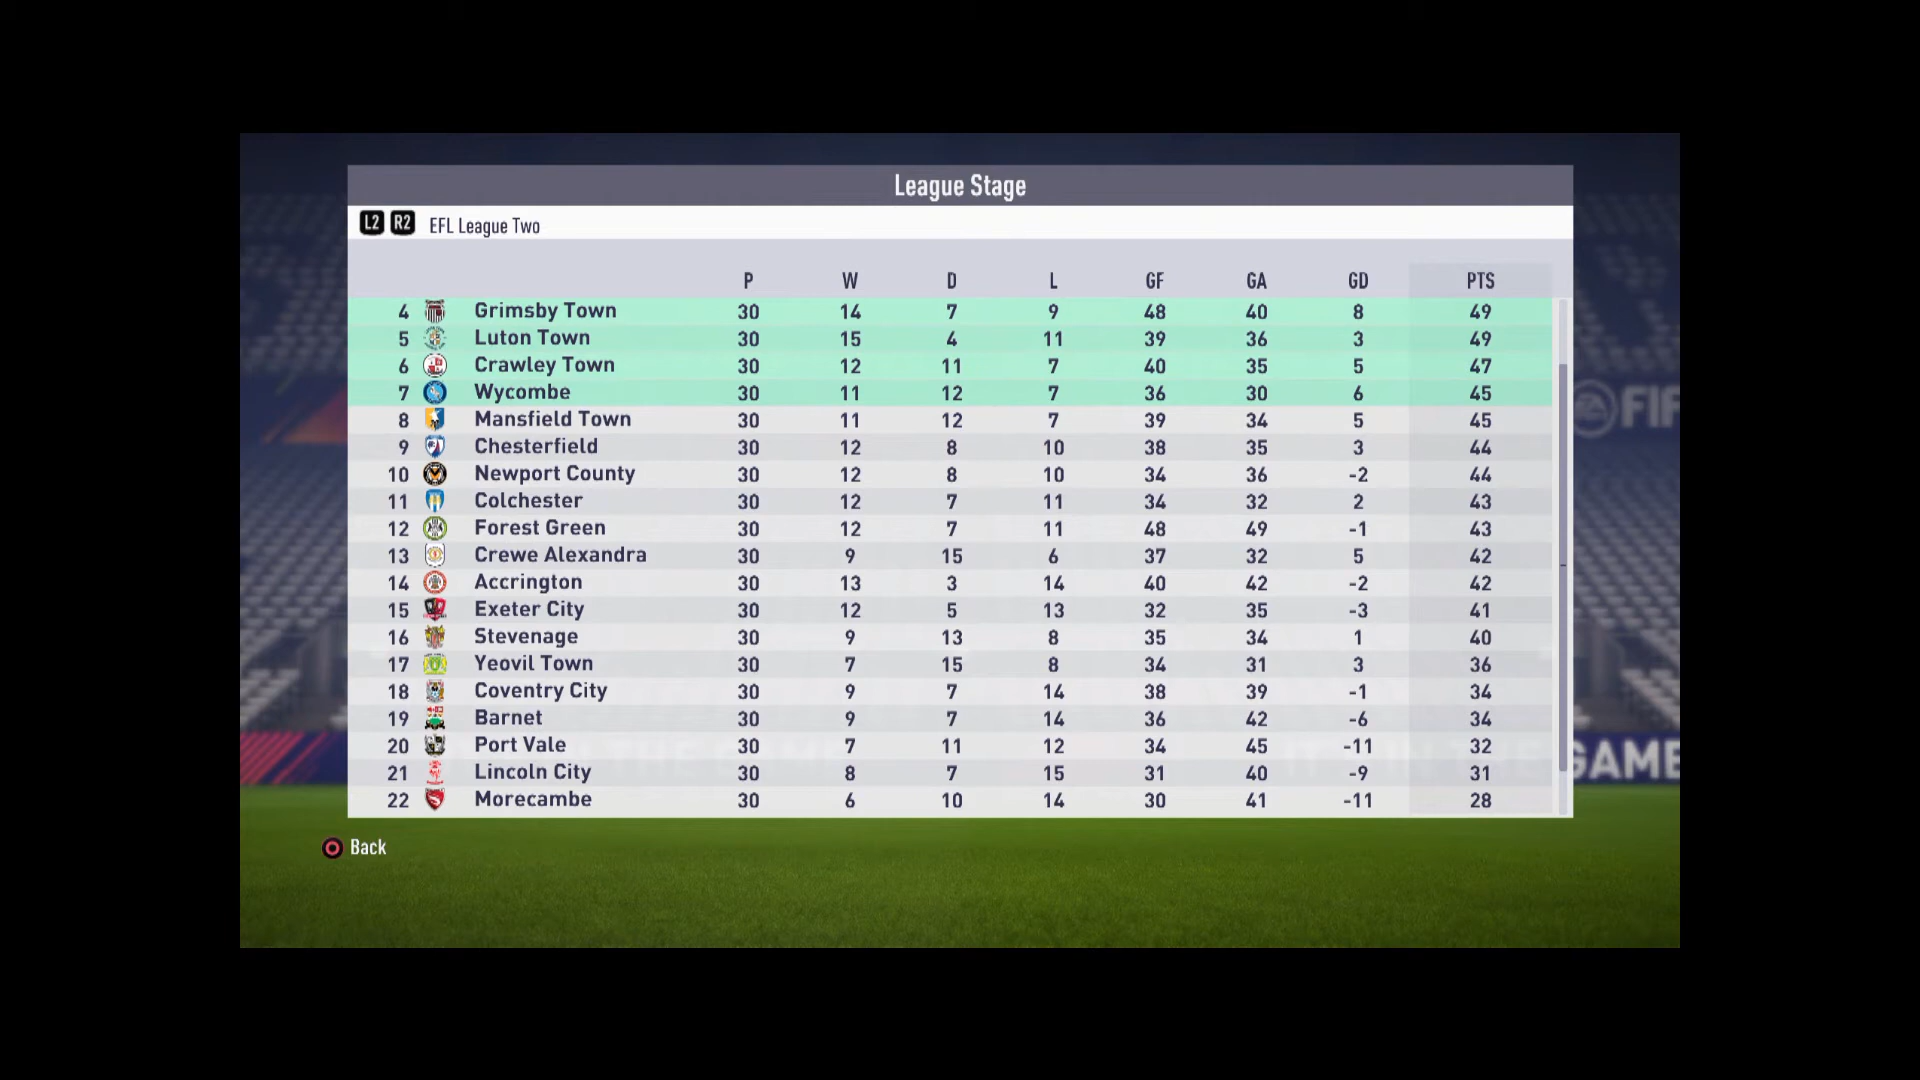 League Stage
L2 R2 EFL League Two
P W D L GF GA GD PTS
4 Grimsby Town 30 14 7 9 48 40 8 49
5 Luton Town 30 15 4 11 39 36 3 49
6 Crawley Town 30 12 11 7 40 35 5 47
7 Wycombe 30 11 12 7 36 30 6 45
8 Mansfield Town 30 11 12 7 39 34 5 45
9 Chesterfield 30 12 8 10 38 35 3 44
10 Newport County 30 12 8 10 34 36 -2 44
11 Colchester 30 12 7 11 34 32 2 43
12 Forest Green 30 12 7 11 48 49 -1 43
13 Crewe Alexandra 30 9 15 6 37 32 5 42
14 Accrington 30 13 3 14 40 42 -2 42
15 Exeter City 30 12 5 13 32 35 -3 41
16 Stevenage 30 9 13 8 35 34 1 40
17 Yeovil Town 30 7 15 8 34 31 3 36
18 Coventry City 30 9 7 14 38 39 -1 34
19 Barnet 30 9 7 14 36 42 -6 34
20 Port Vale 30 7 11 12 34 45 -11 32
21 Lincoln City 30 8 7 15 31 40 -9 31
22 Morecambe 30 6 10 14 30 41 -11 28
Back
EA FIF
GAME